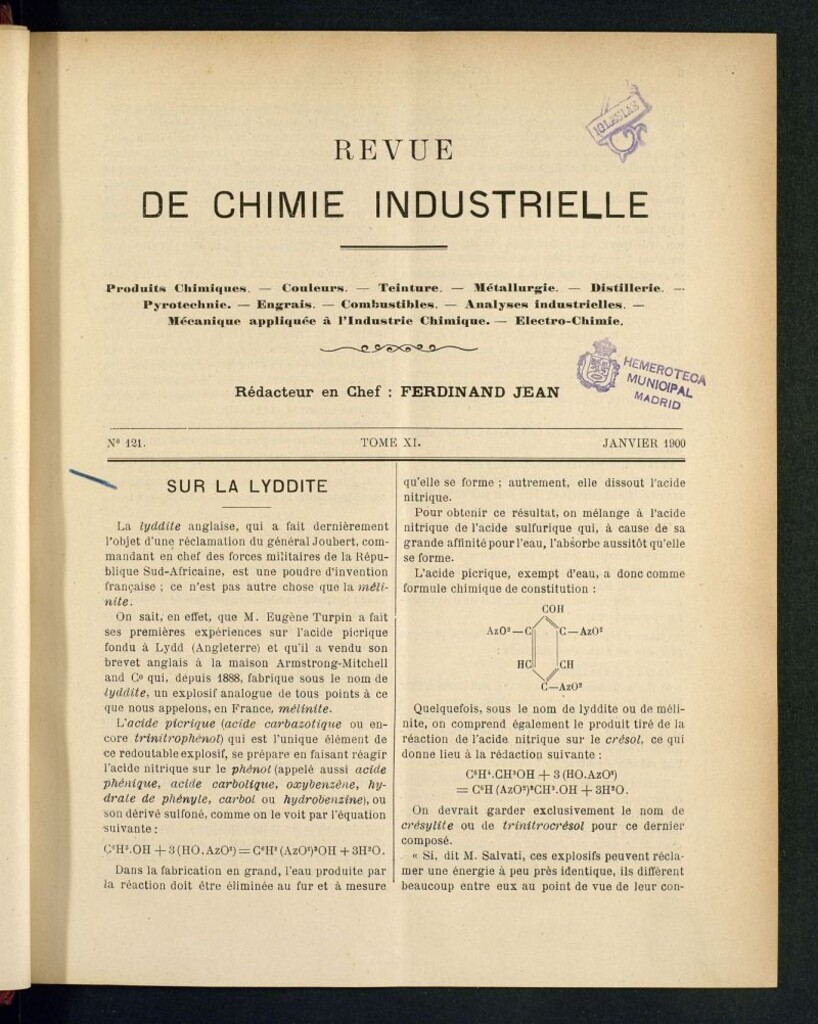 REVUE
DE CHIMIE INDUSTRIELLE
IGLESIAS
Produits Chimiques. — Couleurs. — Teinture. — Métallurgie. — Distillerie. —
Pyrotechnie. — Engrais. — Combustibles. — Analyses industrielles. —
Mécanique appliquée à l'Industrie Chimique. — Electro-Chimie.
Rédacteur en Chef : FERDINAND JEAN
HEMEROTECA
MUNICIPAL
MADRID
Nº 121.
TOME XI.
JANVIER 1900
SUR LA LYDDITE
La lyddite anglaise, qui a fait dernièrement
l'objet d'une réclamation du général Joubert, com-
mandant en chef des forces militaires de la Répu-
blique Sud-Africaine, est une poudre d'invention
française ; ce n'est pas autre chose que la méli-
nite.
On sait, en effet, que M. Eugène Turpin a fait
ses premières expériences sur l'acide picrique
fondu à Lydd (Angleterre) et qu'il a vendu son
brevet anglais à la maison Armstrong-Mitchell
and Cº qui, depuis 1888, fabrique sous le nom de
lyddite, un explosif analogue de tous points à ce
que nous appelons, en France, mélinite.
L'acide picrique (acide carbazotique ou en-
core trinitrophénol) qui est l'unique élément de
ce redoutable explosif, se prépare en faisant réagir
l'acide nitrique sur le phénol (appelé aussi acide
phénique, acide carbolique, oxybenzène, hy-
drate de phényle, carbol ou hydrobenzine), ou
son dérivé sulfoné, comme on le voit par l'équation
suivante :
C⁶H⁵.OH + 3 (HO.AzO²) = C⁶H² (AzO²)³OH + 3H²O.
Dans la fabrication en grand, l'eau produite par
la réaction doit être éliminée au fur et à mesure
qu'elle se forme ; autrement, elle dissout l'acide
nitrique.
Pour obtenir ce résultat, on mélange à l'acide
nitrique de l'acide sulfurique qui, à cause de sa
grande affinité pour l'eau, l'absorbe aussitôt qu'elle
se forme.
L'acide picrique, exempt d'eau, a donc comme
formule chimique de constitution :
COH
AzO²—C C—AzO²
HC CH
C—AzO²
Quelquefois, sous le nom de lyddite ou de méli-
nite, on comprend également le produit tiré de la
réaction de l'acide nitrique sur le crésol, ce qui
donne lieu à la rédaction suivante :
C⁶H⁴.CH³OH + 3 (HO.AzO²)
= C⁶H (AzO²)³CH³.OH + 3H²O.
On devrait garder exclusivement le nom de
crésylite ou de trinitrocrésol pour ce dernier
composé.
« Si, dit M. Salvati, ces explosifs peuvent récla-
mer une énergie à peu près identique, ils diffèrent
beaucoup entre eux au point de vue de leur con-